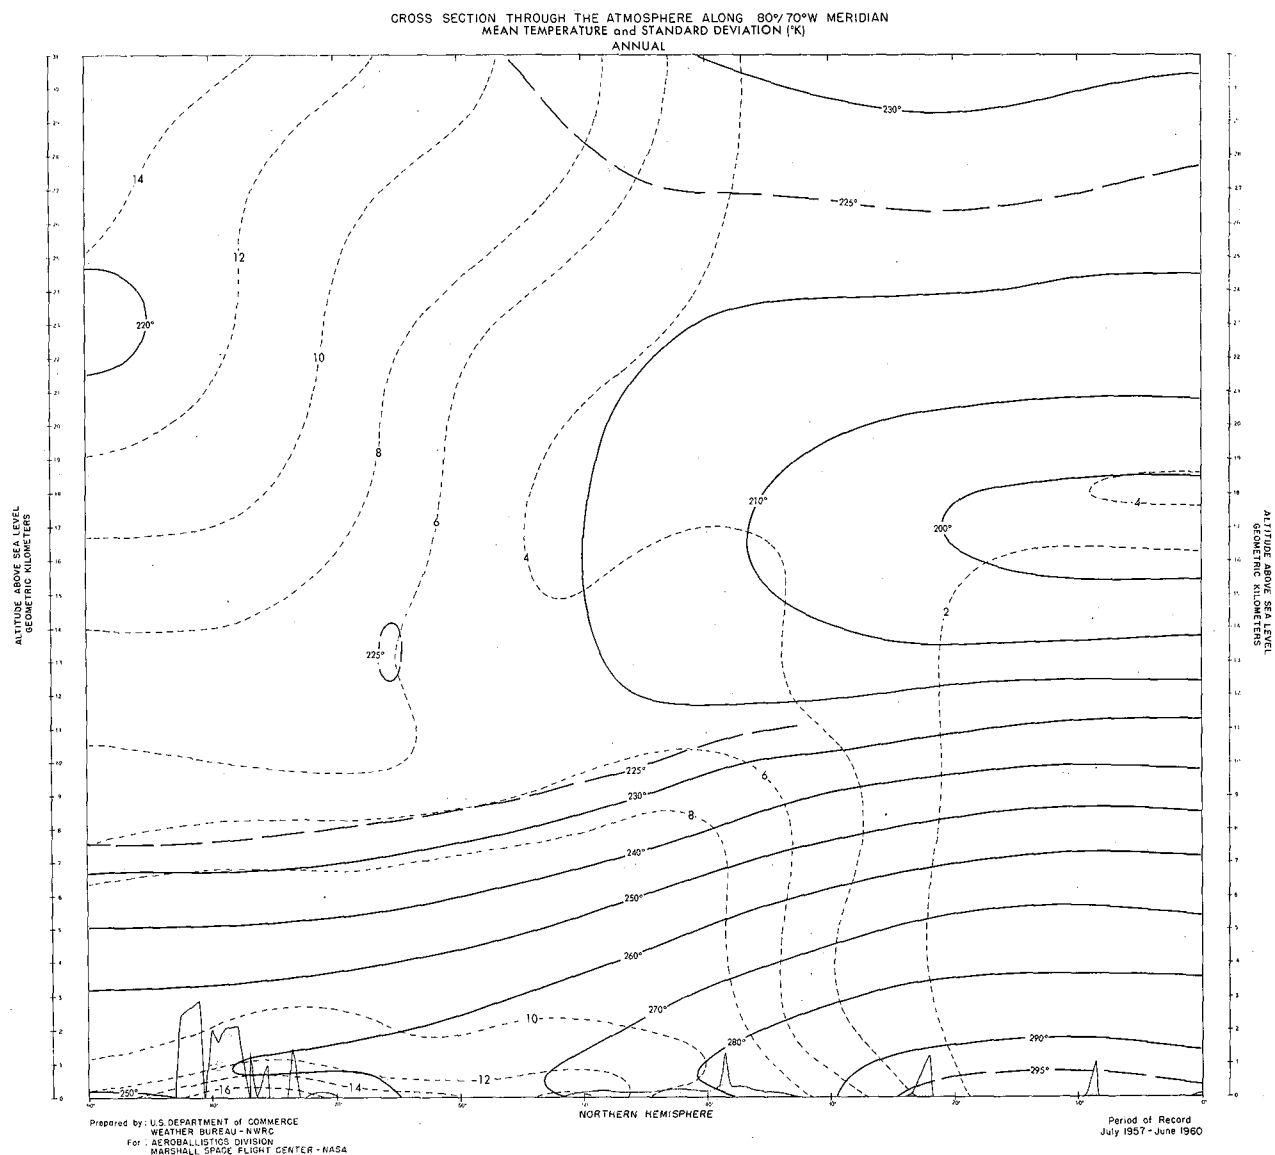 CROSS SECTION THROUGH THE ATMOSPHERE ALONG 80°/70°W MERIDIAN
MEAN TEMPERATURE and STANDARD DEVIATION (°K)
ANNUAL
230°
14
225°
12
220°
10
8
210°
4
6
200°
4
ALTITUDE ABOVE SEA LEVEL
GEOMETRIC KILOMETERS
ALTITUDE ABOVE SEA LEVEL
GEOMETRIC KILOMETERS
2
225°
225°
6
230°
8
240°
250°
260°
270°
10
280°
290°
295°
12
14
16
250°
NORTHERN HEMISPHERE
Prepared by: U.S. DEPARTMENT of COMMERCE
WEATHER BUREAU - NWRC
For: AEROBALLISTICS DIVISION
MARSHALL SPACE FLIGHT CENTER - NASA
Period of Record
July 1957 - June 1960